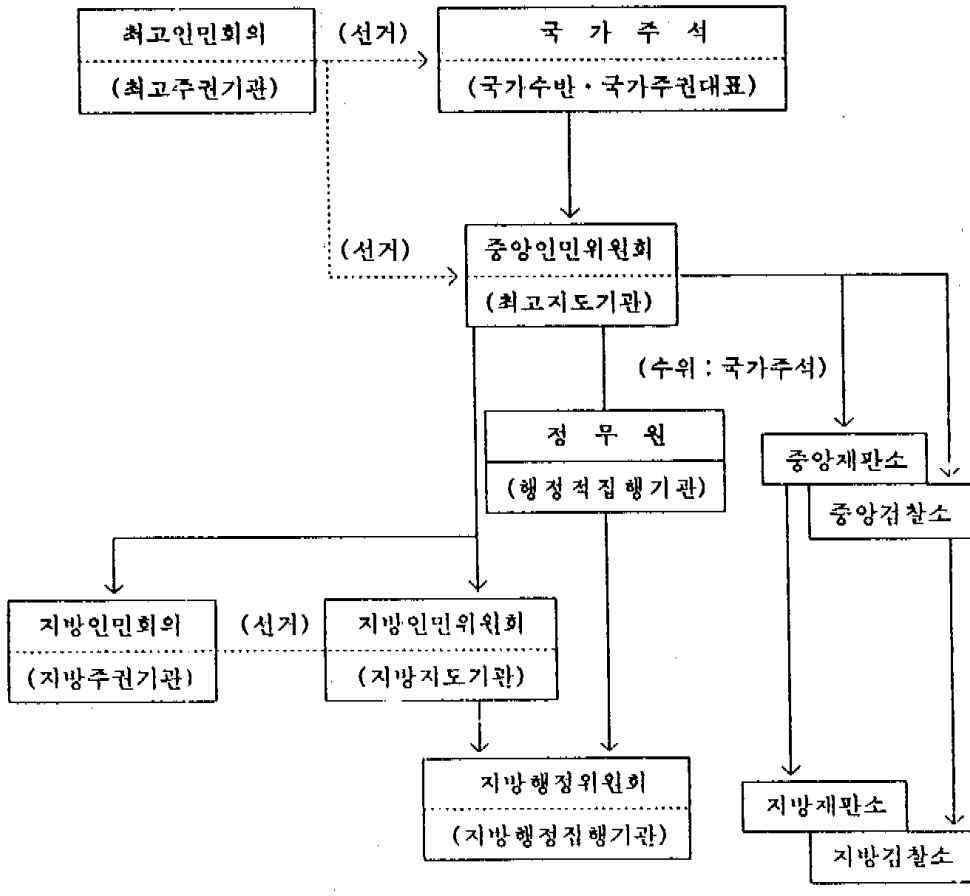 최고인민회의
(최고주권기관)
(선거)
국 가 주 석
(국가수반·국가주권대표)
(선거)
중앙인민위원회
(최고지도기관)
(수위 : 국가주석)
정 무 원
(행정적집행기관)
중앙재판소
중앙검찰소
지방인민회의
(지방주권기관)
(선거)
지방인민위원회
(지방지도기관)
지방행정위원회
(지방행정집행기관)
지방재판소
지방검찰소